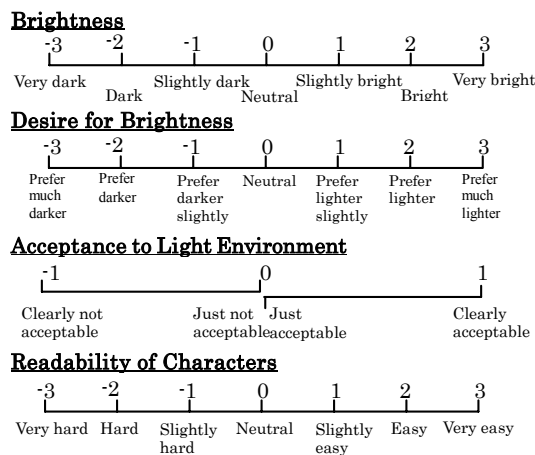 Brightness
-3 -2 -1 0 1 2 3
Very dark Slightly dark Slightly bright Very bright
Dark Neutral Bright
Desire for Brightness
-3 -2 -1 0 1 2 3
Prefer much darker Prefer darker Prefer darker slightly Neutral Prefer lighter slightly Prefer lighter Prefer much lighter
Acceptance to Light Environment
-1 0 1
Clearly not acceptable Just not acceptable Just acceptable Clearly acceptable
Readability of Characters
-3 -2 -1 0 1 2 3
Very hard Hard Slightly hard Neutral Slightly easy Easy Very easy